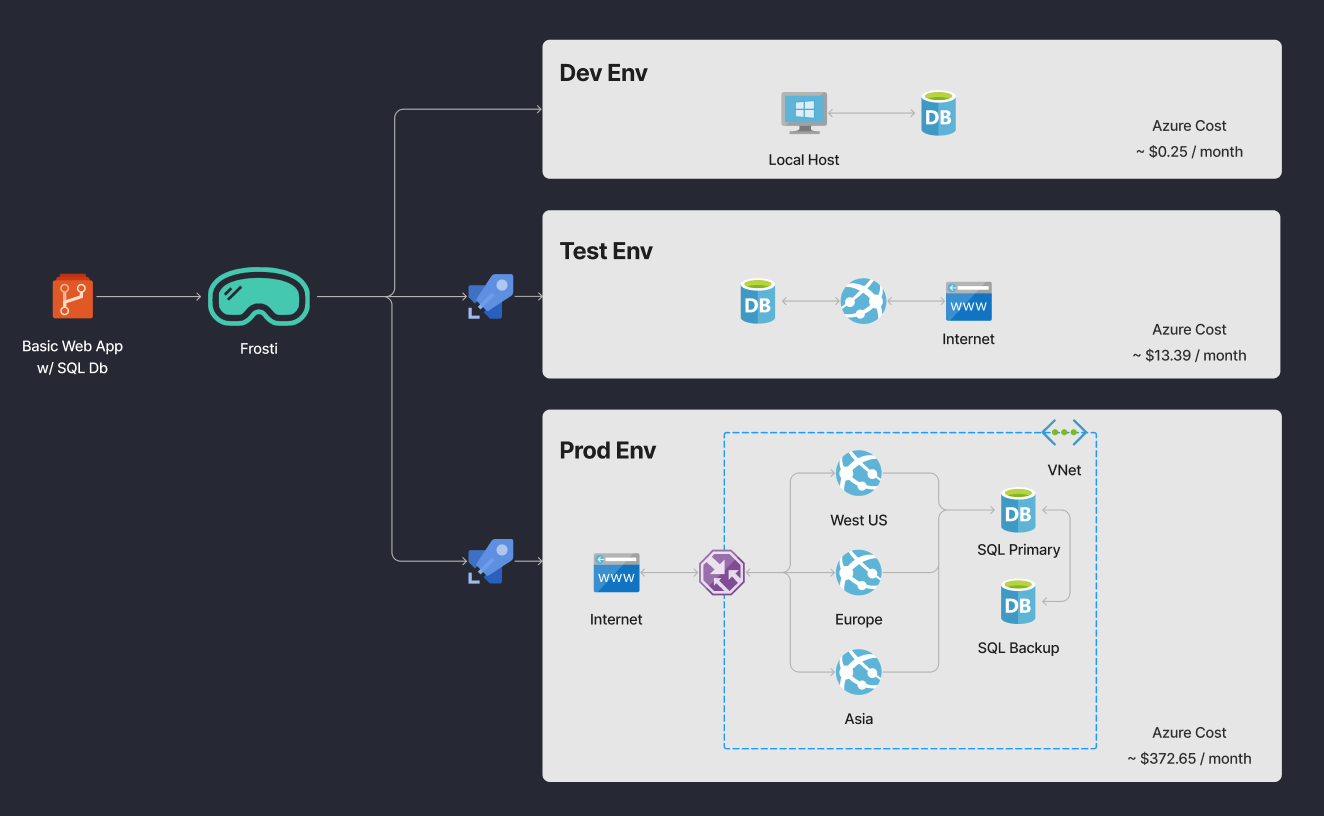 Dev Env
DB
Local Host
Azure Cost
~ $0.25 / month
Test Env
DB
WWW
Internet
Azure Cost
~ $13.39 / month
Basic Web App
w/ SQL Db
Frosti
Prod Env
VNet
West US
DB
SQL Primary
WWW
Internet
Europe
DB
SQL Backup
Asia
Azure Cost
~ $372.65 / month